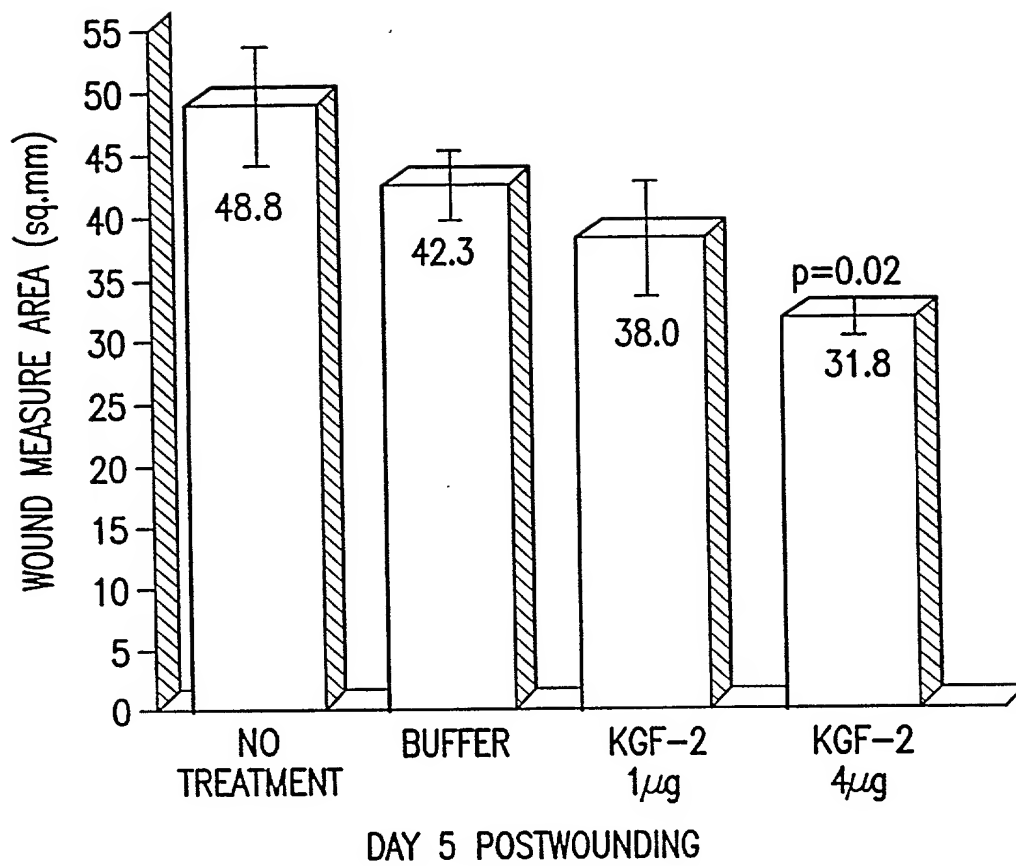 WOUND MEASURE AREA (sq.mm)
55
50
45
40
35
30
25
20
15
10
5
0
48.8
42.3
38.0
p=0.02
31.8
NO
TREATMENT
BUFFER
KGF-2
1μg
KGF-2
4μg
DAY 5 POSTWOUNDING